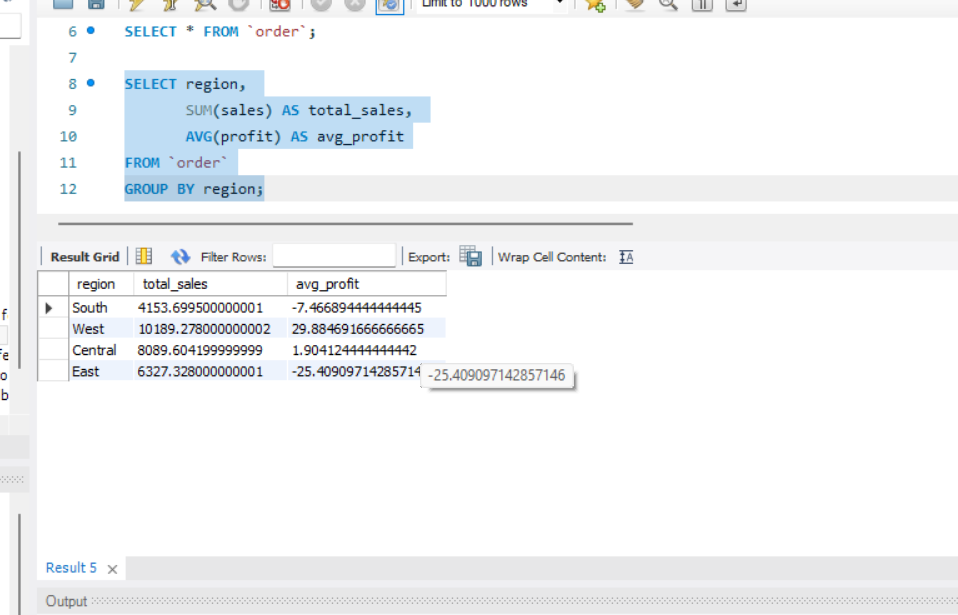 Limit to 1000 rows
6 SELECT * FROM `order`;
7
8 SELECT region,
9 SUM(sales) AS total_sales,
10 AVG(profit) AS avg_profit
11 FROM `order`
12 GROUP BY region;
Result Grid Filter Rows: Export: Wrap Cell Content: IA
region total_sales avg_profit
South 4153.699500000001 -7.466894444444445
West 10189.278000000002 29.884691666666665
Central 8089.604199999999 1.904124444444442
East 6327.328000000001 -25.40909714285714 -25.409097142857146
f
fe
o
b
Result 5
Output